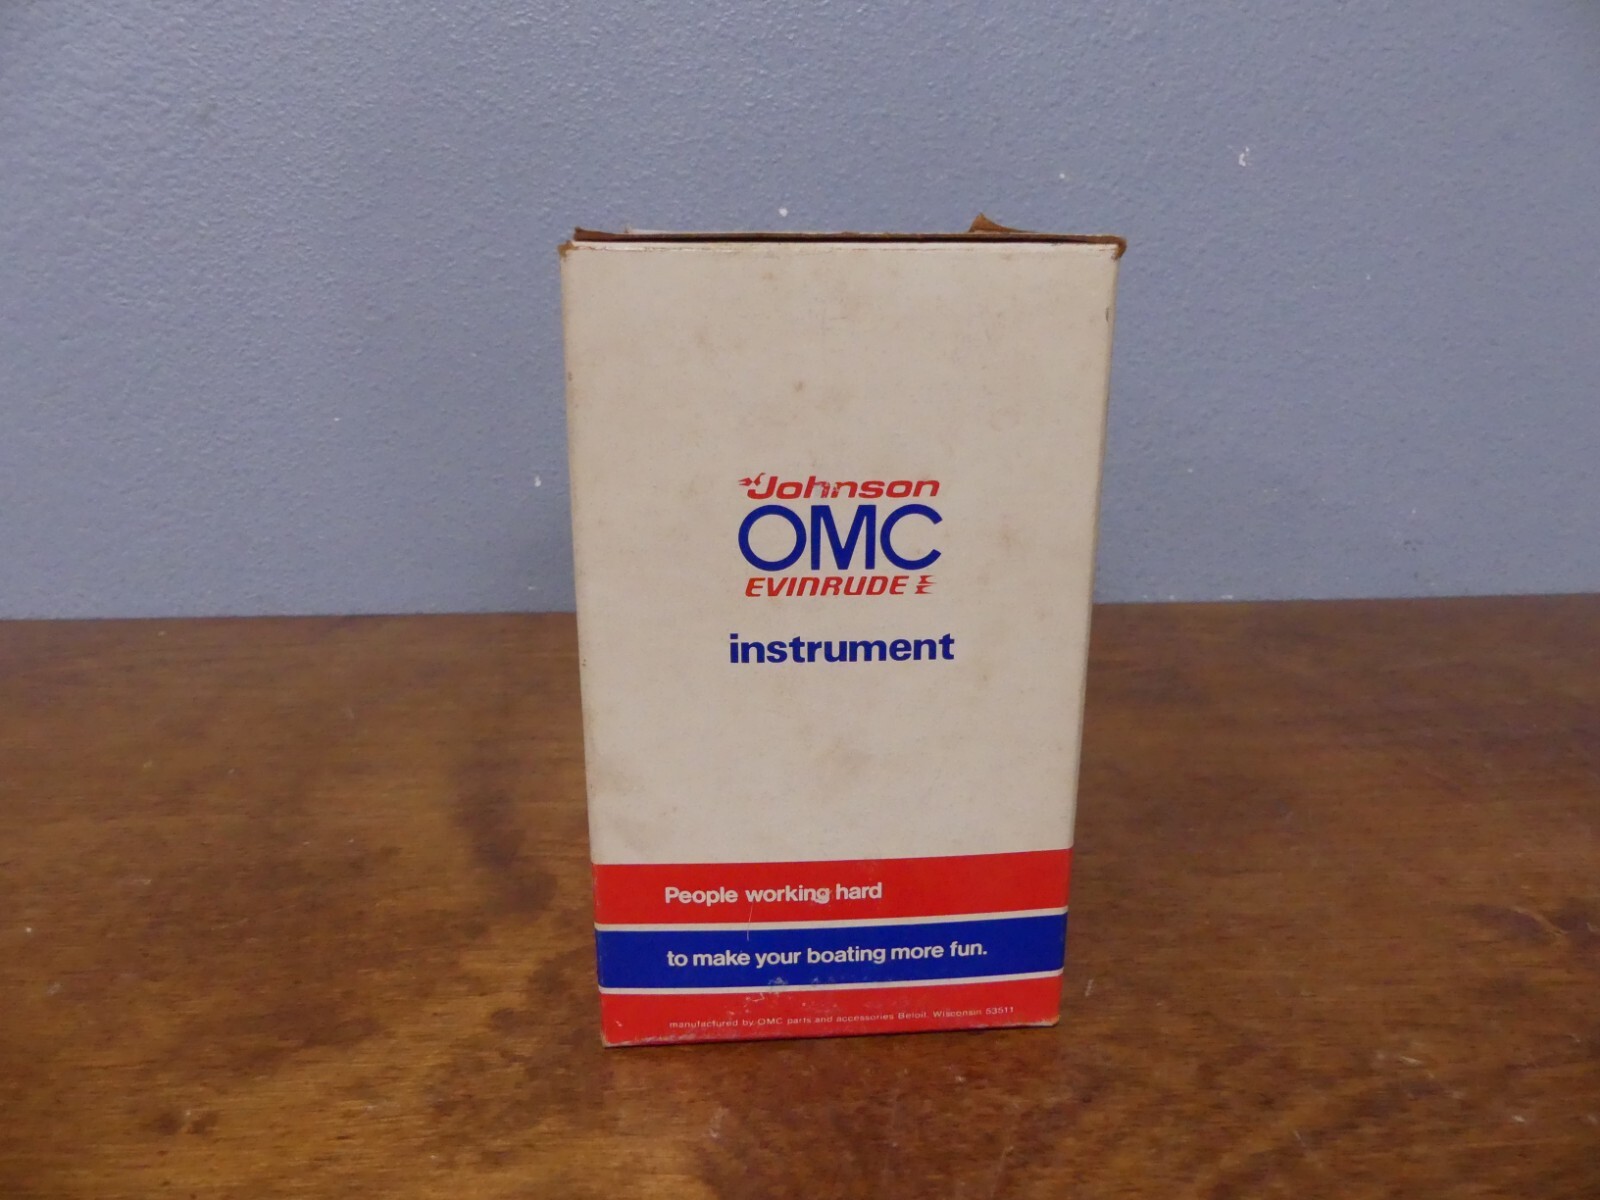 Johnson
OMC
EVINRUDE
instrument
People working hard
to make your boating more fun.
manufactured by OMC parts and accessories Beloit, Wisconsin 53511